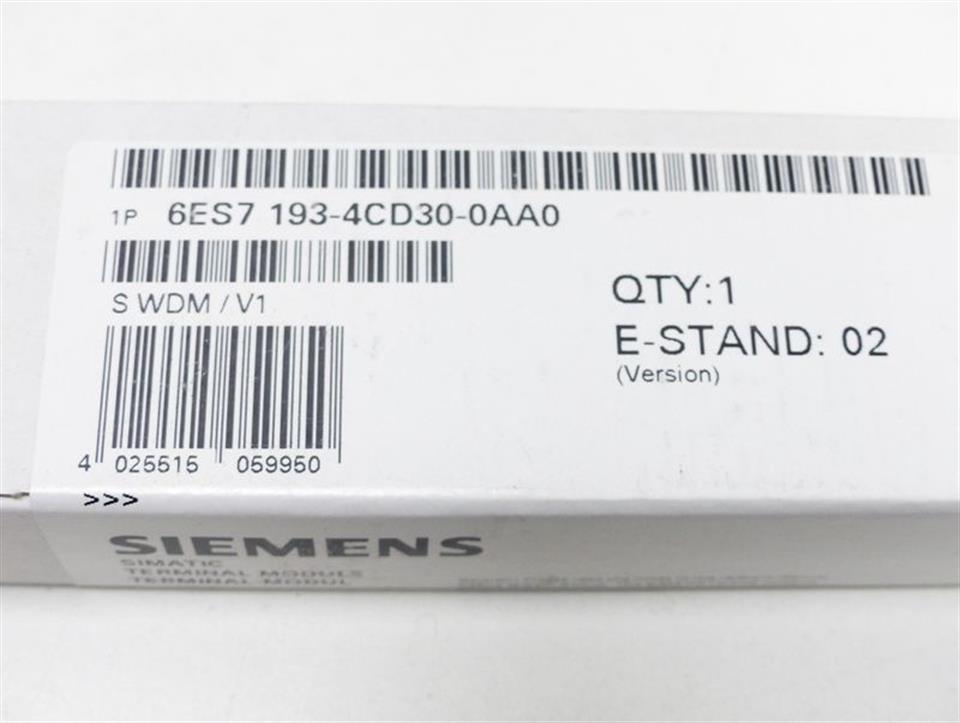 1P 6ES7 193-4CD30-0AA0
S WDM / V1
QTY:1
E-STAND: 02
(Version)
4 025515 059950
>>>
SIEMENS
SIMATIC
TERMINAL MODULE
TERMINAL-MODUL